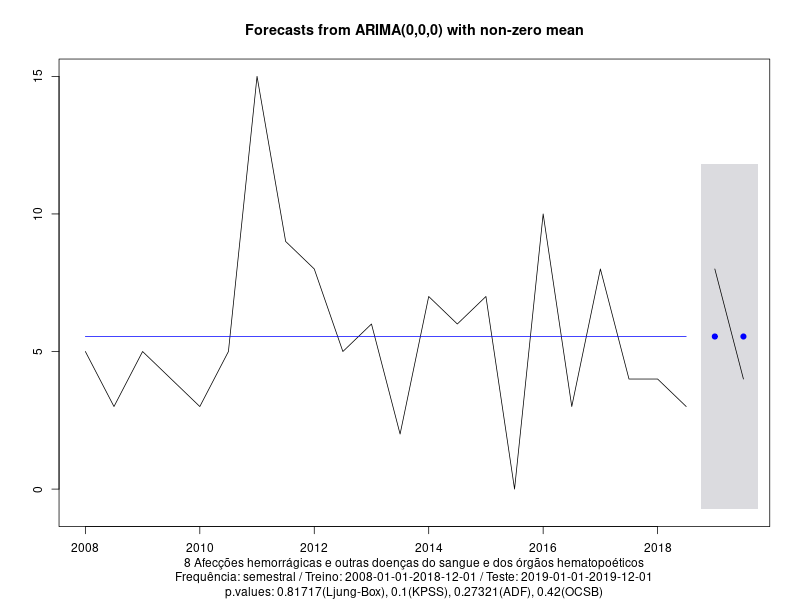 Forecasts from ARIMA(0,0,0) with non-zero mean
15
10
5
0
2008 2010 2012 2014 2016 2018
8 Afecções hemorrágicas e outras doenças do sangue e dos órgãos hematopoéticos
Frequência: semestral / Treino: 2008-01-01-2018-12-01 / Teste: 2019-01-01-2019-12-01
p.values: 0.81717(Ljung-Box), 0.1(KPSS), 0.27321(ADF), 0.42(OCSB)